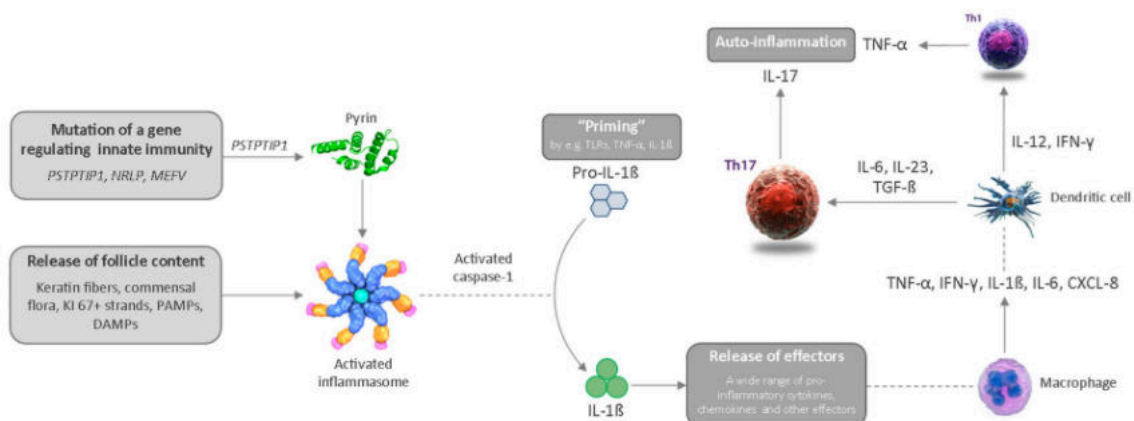 Mutation of a gene
regulating innate immunity
PSTPTIP1, NRLP, MEFV
PSTPTIP1
Pyrin
Release of follicle content
Keratin fibers, commensal
flora, KI 67+ strands, PAMPs,
DAMPs
Activated
inflammasome
Activated
caspase-1
"Priming"
by e.g. TLRs, TNF-α, IL-1ß
Pro-IL-1ß
IL-1ß
Release of effectors
A wide range of pro-
inflammatory cytokines,
chemokines and other effectors
Macrophage
TNF-α, IFN-γ, IL-1ß, IL-6, CXCL-8
Dendritic cell
IL-6, IL-23,
TGF-ß
IL-12, IFN-γ
Th17
Th1
TNF-α
Auto-inflammation
IL-17